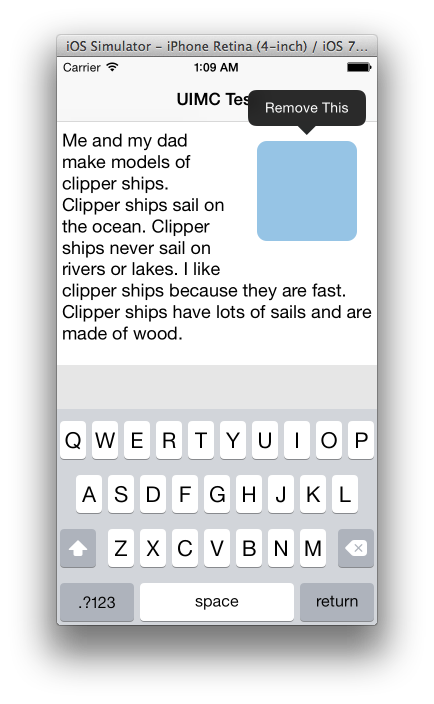 iOS Simulator – iPhone Retina (4-inch) / iOS 7...
Carrier 1:09 AM
UIMC Tes
Remove This
Me and my dad
make models of
clipper ships.
Clipper ships sail on
the ocean. Clipper
ships never sail on
rivers or lakes. I like
clipper ships because they are fast.
Clipper ships have lots of sails and are
made of wood.
Q W E R T Y U I O P
A S D F G H J K L
Z X C V B N M
.?123 space return